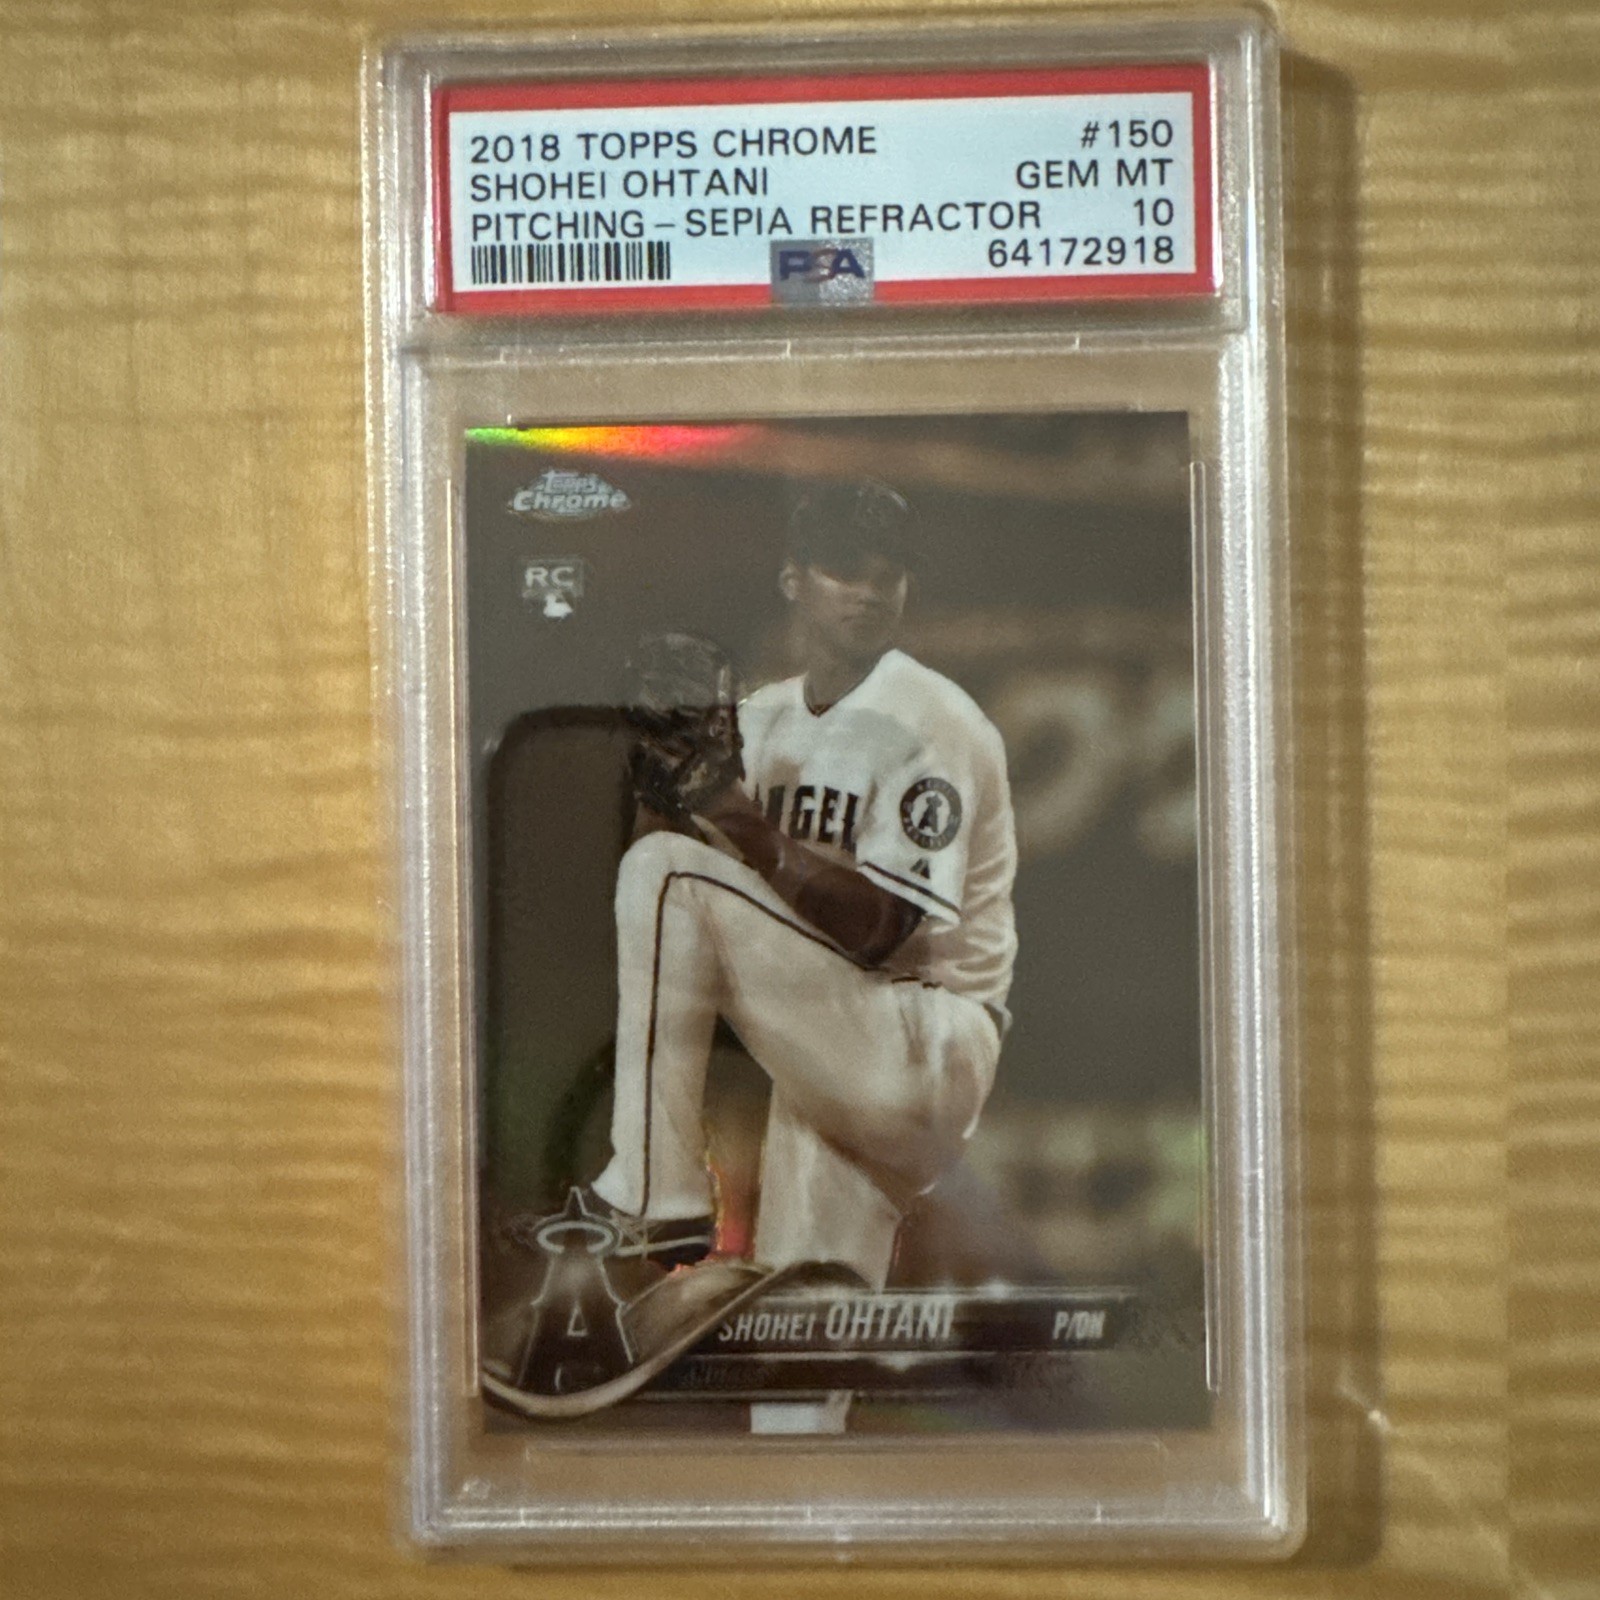 2018 TOPPS CHROME #150
SHOHEI OHTANI GEM MT
PITCHING - SEPIA REFRACTOR 10
PSA 64172918
Topps
Chrome
RC
ANGEL
A
SHOHEI OHTANI P/DH